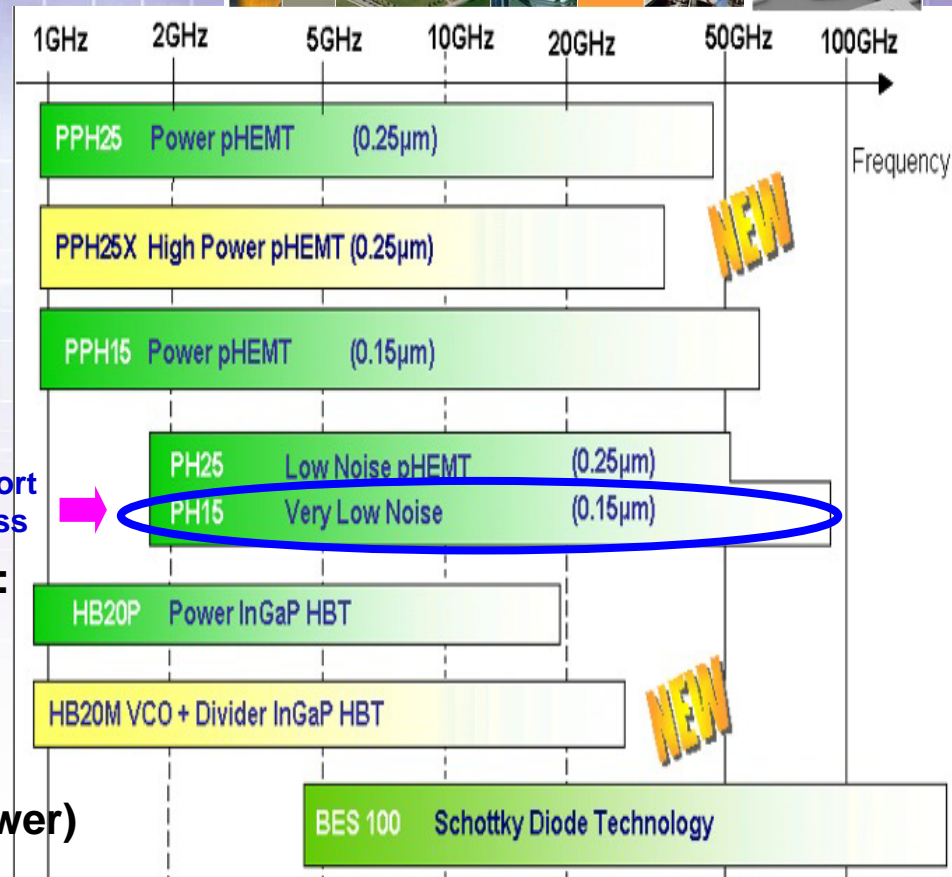 1GHz 2GHz 5GHz 10GHz 20GHz 50GHz 100GHz
PPH25 Power pHEMT (0.25µm)
Frequency
NEW
PPH25X High Power pHEMT (0.25µm)
PPH15 Power pHEMT (0.15µm)
PH25 Low Noise pHEMT (0.25µm)
ort
ss
PH15 Very Low Noise (0.15µm)
:
HB20P Power InGaP HBT
HB20M VCO + Divider InGaP HBT
NEW
wer)
BES 100 Schottky Diode Technology